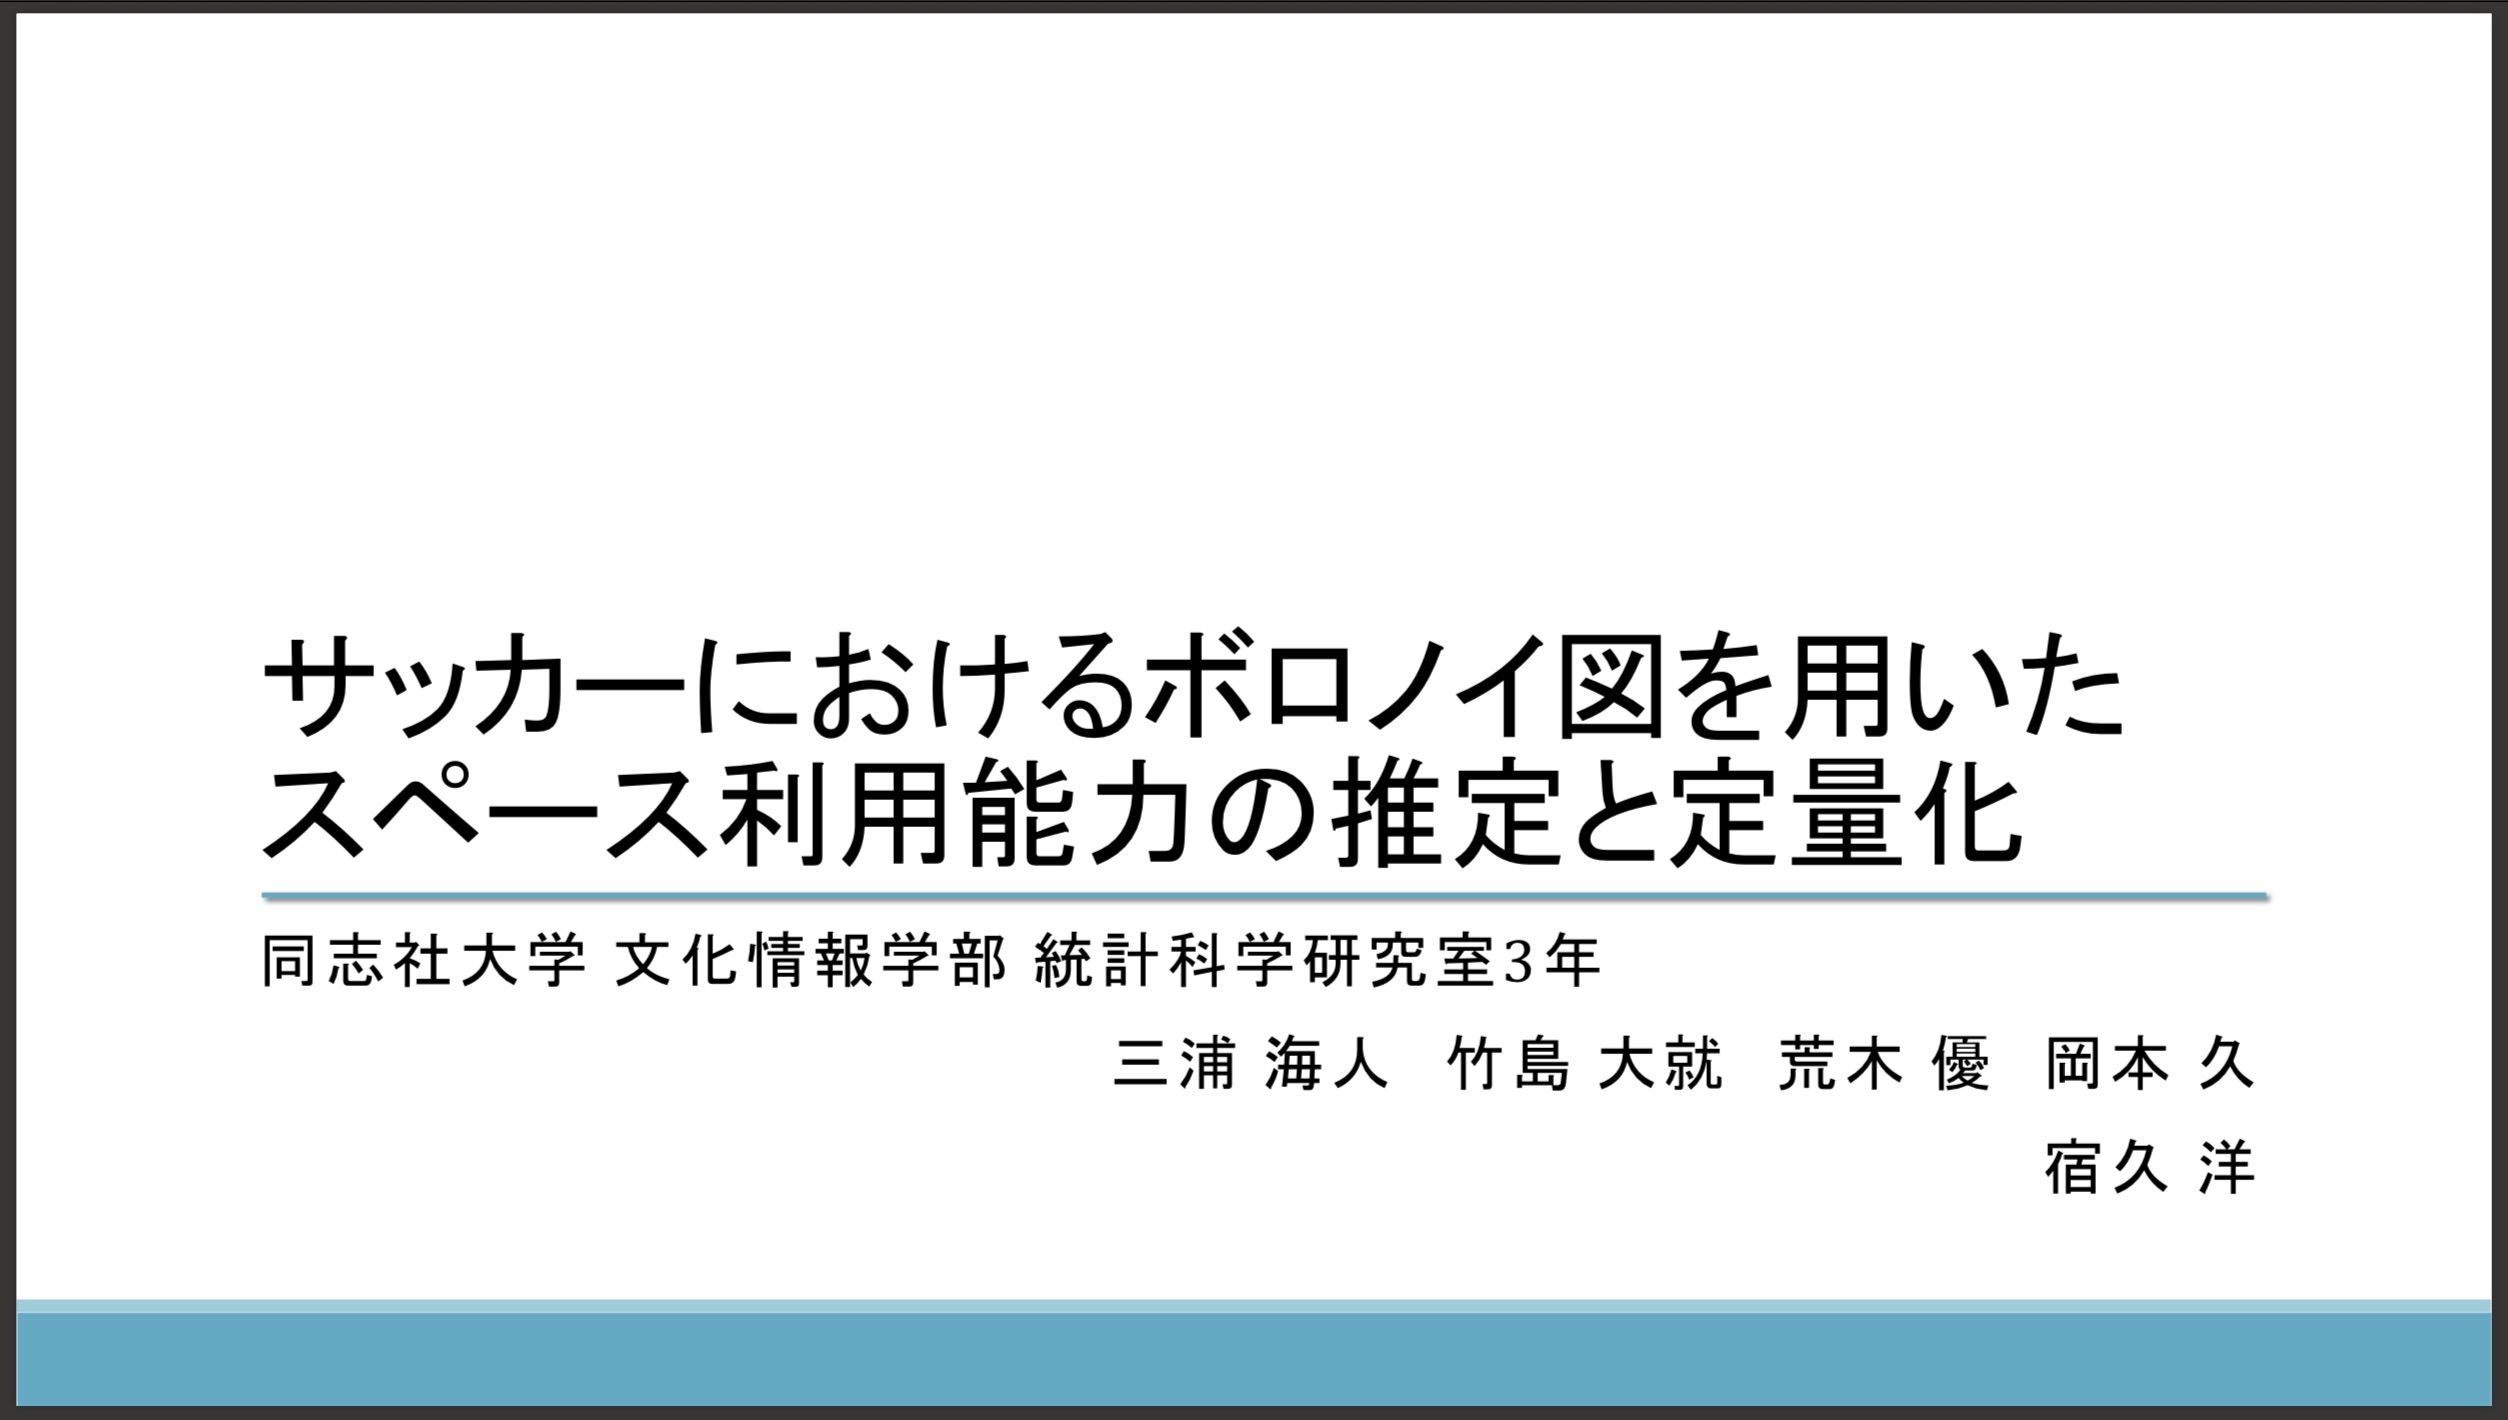 サッカーにおけるボロノイ図を用いた
スペース利用能力の推定と定量化
同志社大学 文化情報学部 統計科学研究室3年
三浦 海人　竹島 大就　荒木 優　岡本 久
宿久 洋